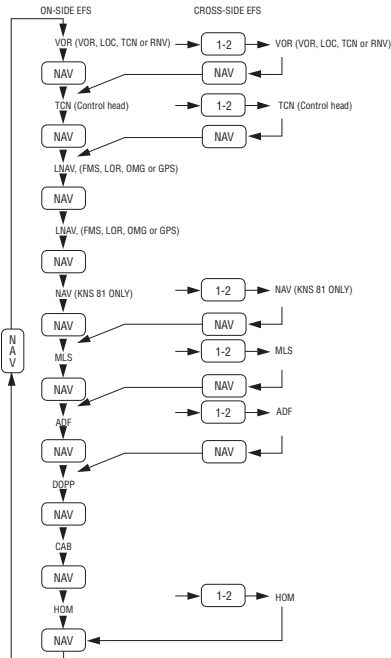 ON-SIDE EFS CROSS-SIDE EFS
VOR (VOR, LOC, TCN or RNV) 1-2 VOR (VOR, LOC, TCN or RNV)
NAV NAV
TCN (Control head) 1-2 TCN (Control head)
NAV NAV
LNAV, (FMS, LOR, OMG or GPS)
NAV
LNAV, (FMS, LOR, OMG or GPS)
NAV
NAV (KNS 81 ONLY) 1-2 NAV (KNS 81 ONLY)
NAV NAV
NAV
MLS 1-2 MLS
NAV NAV
ADF 1-2 ADF
NAV NAV
DOPP
NAV
CAB
NAV
HOM 1-2 HOM
NAV